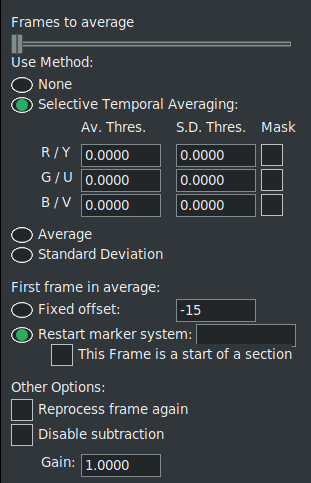 Frames to average
Use Method:
None
Selective Temporal Averaging:
Av. Thres. S.D. Thres. Mask
R / Y 0.0000 0.0000
G / U 0.0000 0.0000
B / V 0.0000 0.0000
Average
Standard Deviation
First frame in average:
Fixed offset: -15
Restart marker system:
This Frame is a start of a section
Other Options:
Reprocess frame again
Disable subtraction
Gain: 1.0000